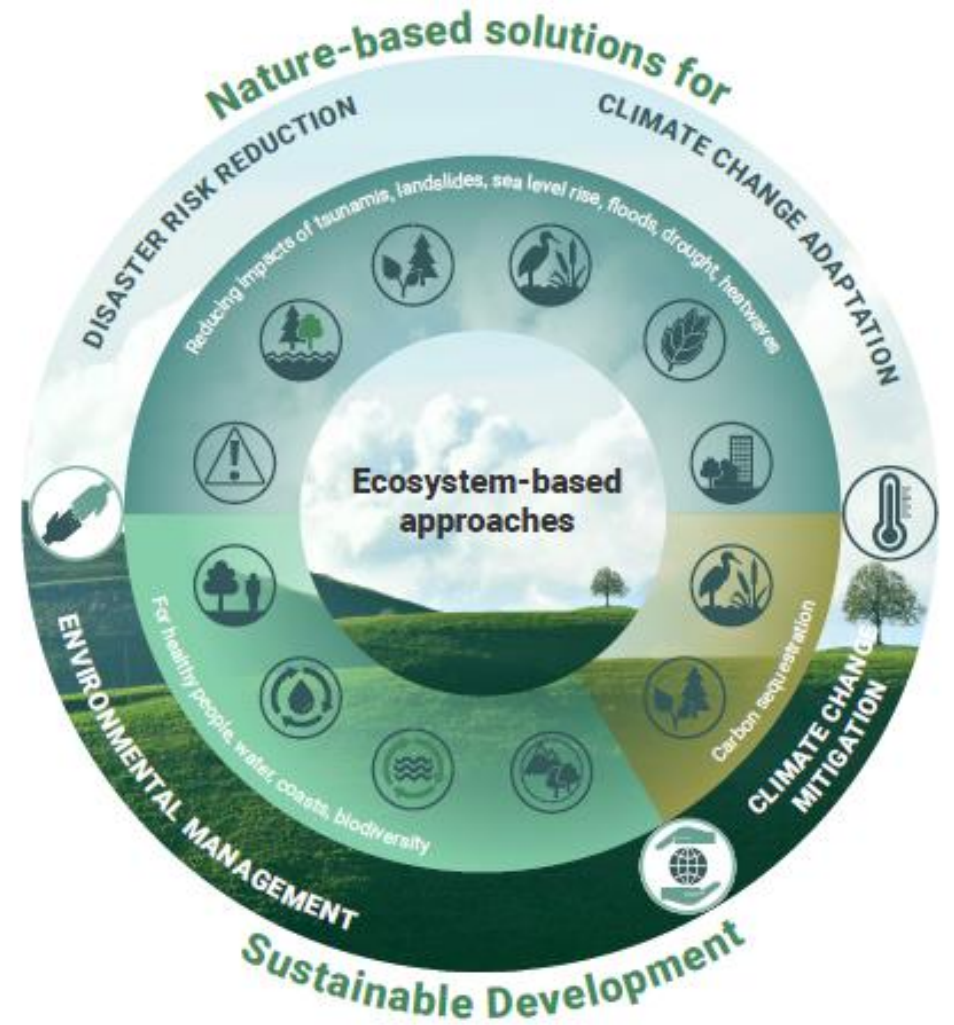 Nature-based solutions for
DISASTER RISK REDUCTION
CLIMATE CHANGE ADAPTATION
Reducing impacts of tsunamis, landslides, sea level rise, floods, drought, heatwaves
Ecosystem-based
approaches
For healthy people, water, coasts, biodiversity
Carbon sequestration
ENVIRONMENTAL MANAGEMENT
CLIMATE CHANGE
MITIGATION
Sustainable Development